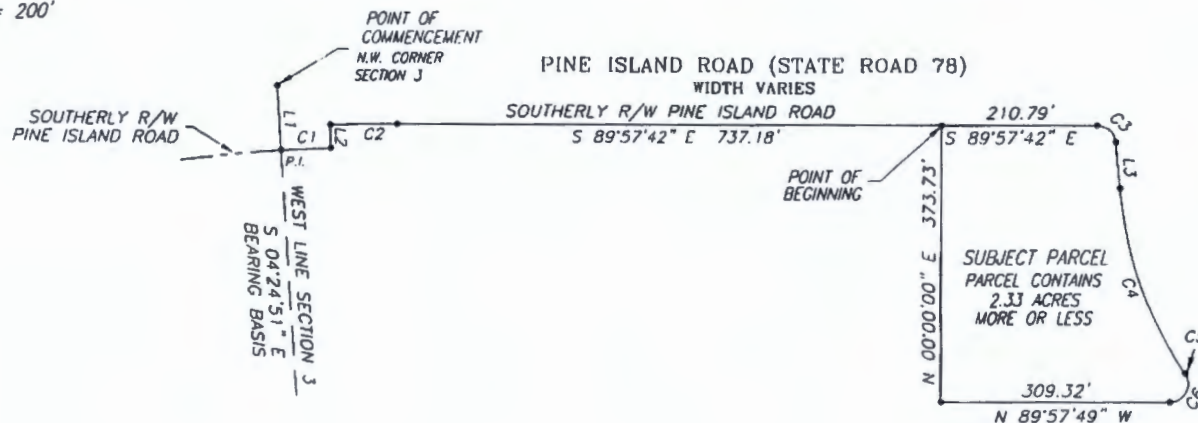 = 200'
POINT OF
COMMENCEMENT
N.W. CORNER
SECTION 3
PINE ISLAND ROAD (STATE ROAD 78)
WIDTH VARIES
SOUTHERLY R/W
PINE ISLAND ROAD
L1
C1
L2
C2
P.I.
SOUTHERLY R/W PINE ISLAND ROAD
S 89°57'42" E 737.18'
210.79'
S 89°57'42" E
C3
L3
POINT OF
BEGINNING
N 00°00'00" E 373.73'
WEST LINE SECTION 3
S 04°24'51" E
BEARING BASIS
SUBJECT PARCEL
PARCEL CONTAINS
2.33 ACRES
MORE OR LESS
C4
309.32'
N 89°57'49" W